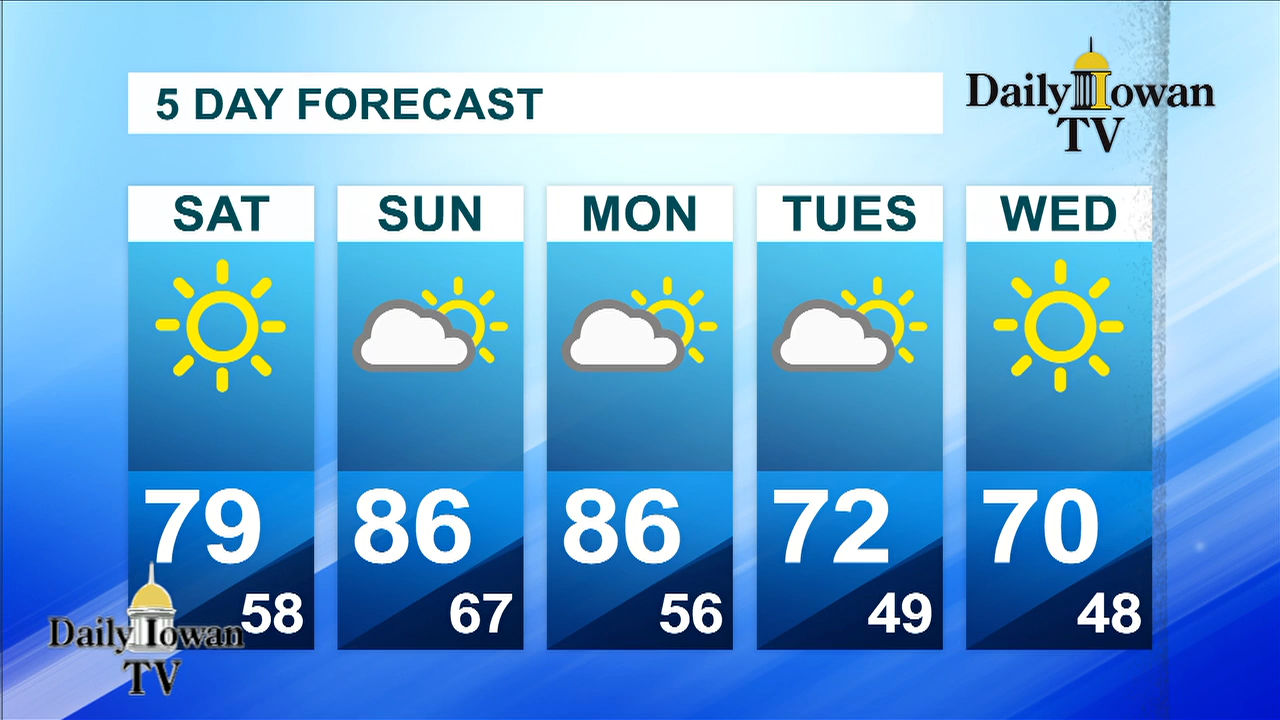 5 DAY FORECAST
Daily Iowan
TV
SAT SUN MON TUES WED
79 86 86 72 70
58 67 56 49 48
Daily Iowan
TV